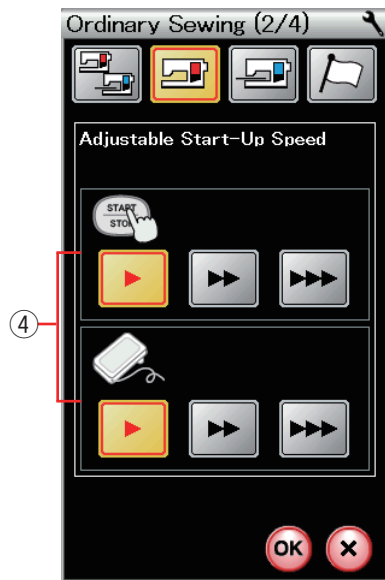 Ordinary Sewing (2/4)
Adjustable Start-Up Speed
START
STOP
④
OK